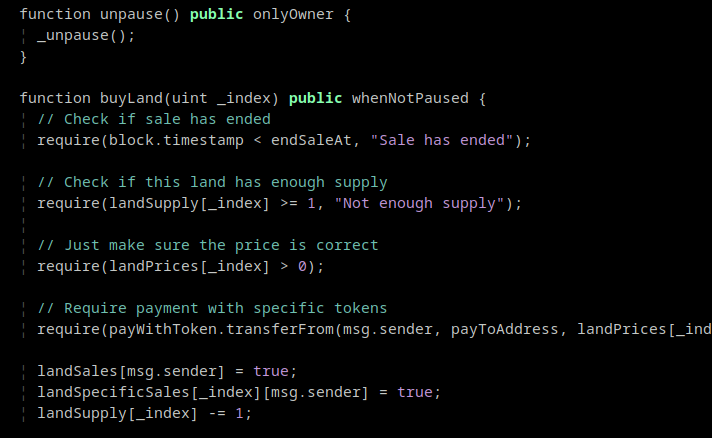 function unpause() public onlyOwner {
_unpause();
}
function buyLand(uint _index) public whenNotPaused {
// Check if sale has ended
require(block.timestamp < endSaleAt, "Sale has ended");
// Check if this land has enough supply
require(landSupply[_index] >= 1, "Not enough supply");
// Just make sure the price is correct
require(landPrices[_index] > 0);
// Require payment with specific tokens
require(payWithToken.transferFrom(msg.sender, payToAddress, landPrices[_ind
landSales[msg.sender] = true;
landSpecificSales[_index][msg.sender] = true;
landSupply[_index] -= 1;